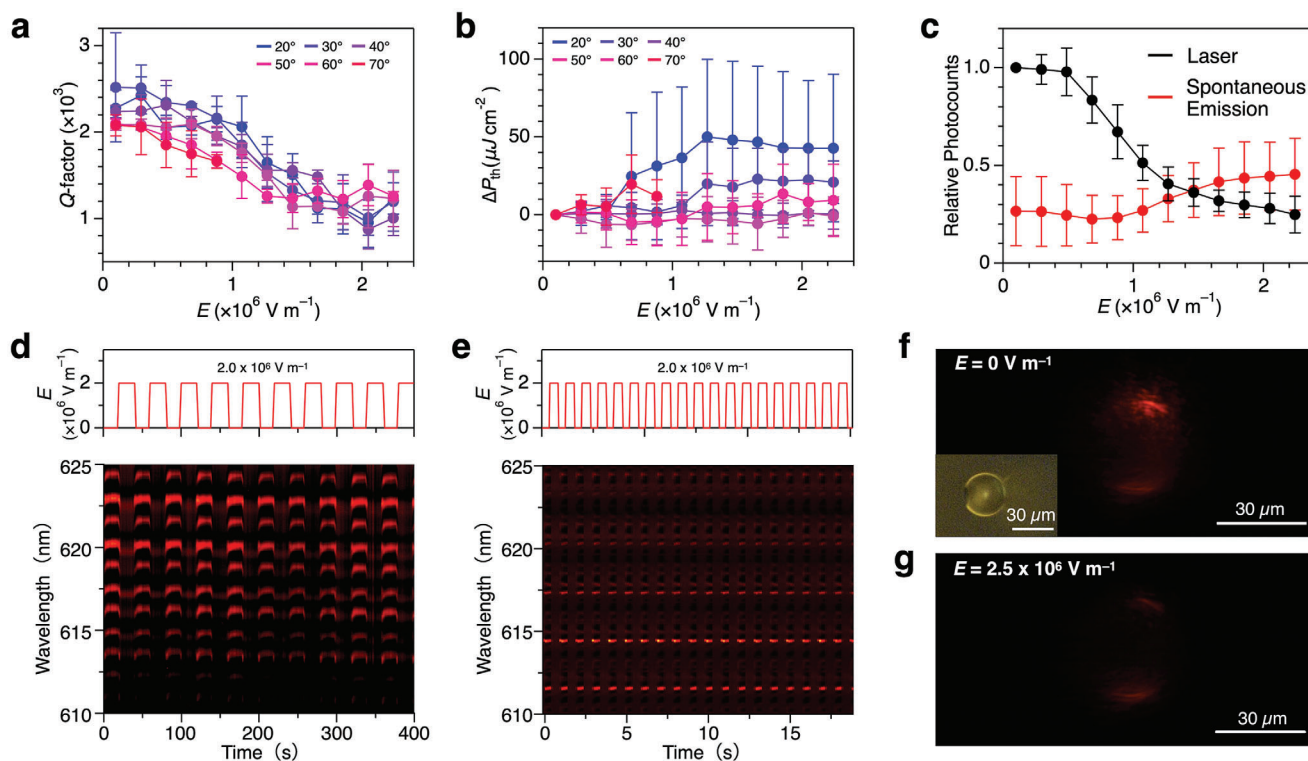 a
20° 30° 40°
50° 60° 70°
Q-factor (×10³)
3
2
1
1 2
E (×10⁶ V m⁻¹)
b
20° 30° 40°
50° 60° 70°
ΔPth (μJ cm⁻²)
100
50
0
0 1 2
E (×10⁶ V m⁻¹)
c
Laser
Spontaneous
Emission
Relative Photocounts
1.0
0.5
0
0 1 2
E (×10⁶ V m⁻¹)
d
2.0 x 10⁶ V m⁻¹
E
(×10⁶ V m⁻¹)
2
0
Wavelength (nm)
625
620
615
610
0 100 200 300 400
Time (s)
e
2.0 x 10⁶ V m⁻¹
E
(×10⁶ V m⁻¹)
2
0
Wavelength (nm)
625
620
615
610
0 5 10 15
Time (s)
f
E = 0 V m⁻¹
30 μm
30 μm
g
E = 2.5 x 10⁶ V m⁻¹
30 μm